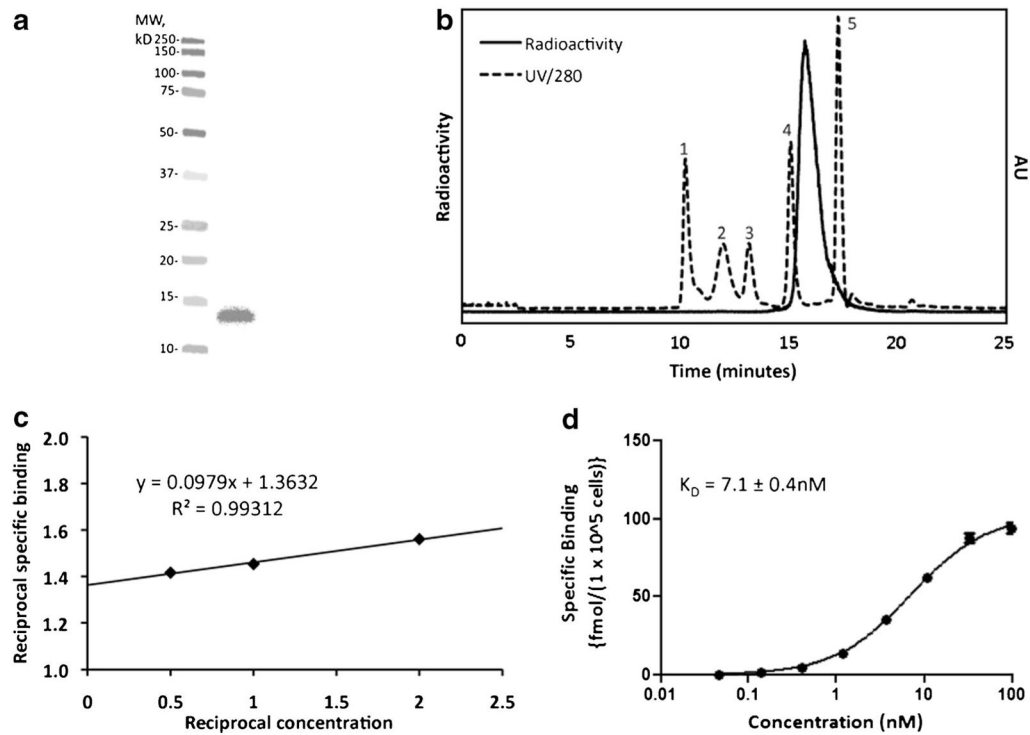 a
MW,
kD 250-
150-
100-
75-
50-
37-
25-
20-
15-
10-
b
Radioactivity
UV/280
1
2
3
4
5
Radioactivity
AU
0 5 10 15 20 25
Time (minutes)
c
Reciprocal specific binding
2.0
1.8
1.6
1.4
1.2
1.0
y = 0.0979x + 1.3632
R² = 0.99312
0 0.5 1 1.5 2 2.5
Reciprocal concentration
d
Specific Binding
{fmol/(1 x 10^5 cells)}
150
100
50
0
K_D = 7.1 ± 0.4nM
0.01 0.1 1 10 100
Concentration (nM)